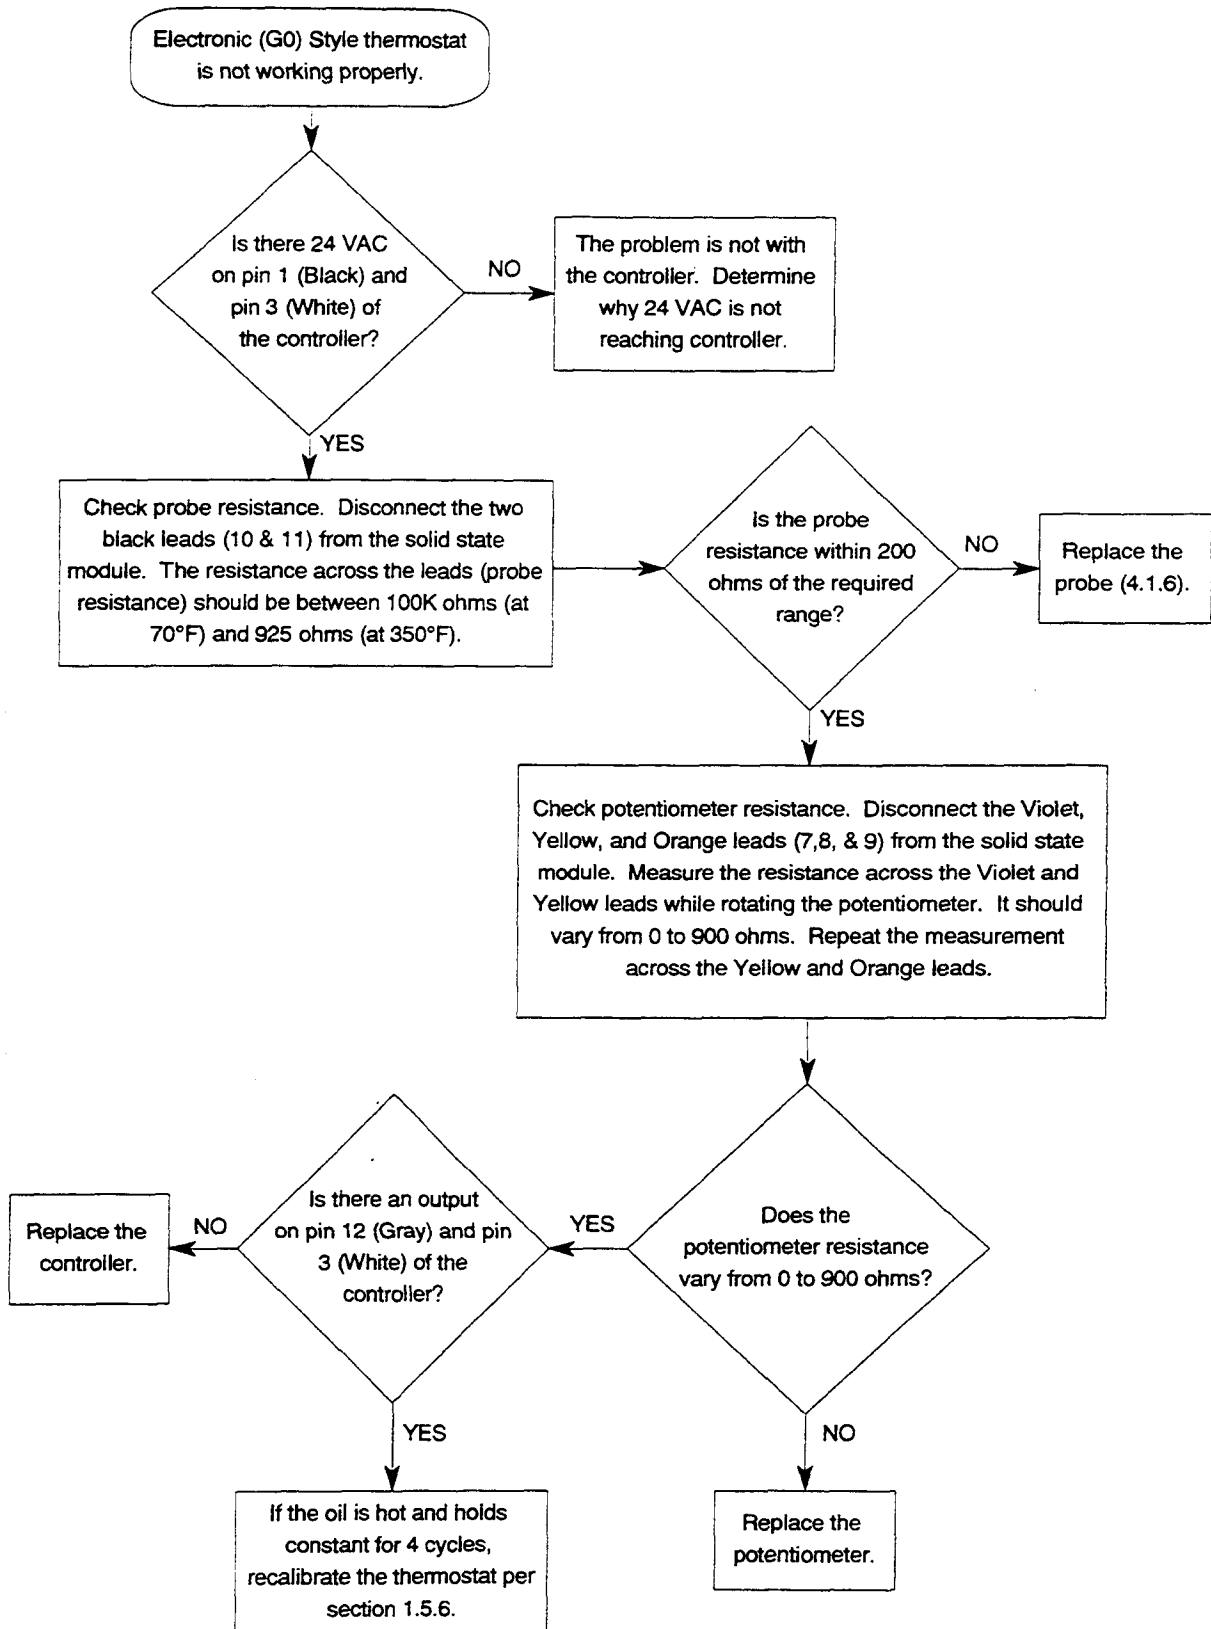 Electronic (G0) Style thermostat
is not working properly.
Is there 24 VAC
on pin 1 (Black) and
pin 3 (White) of
the controller?
NO
The problem is not with
the controller. Determine
why 24 VAC is not
reaching controller.
YES
Check probe resistance. Disconnect the two
black leads (10 & 11) from the solid state
module. The resistance across the leads (probe
resistance) should be between 100K ohms (at
70°F) and 925 ohms (at 350°F).
Is the probe
resistance within 200
ohms of the required
range?
NO
Replace the
probe (4.1.6).
YES
Check potentiometer resistance. Disconnect the Violet,
Yellow, and Orange leads (7,8, & 9) from the solid state
module. Measure the resistance across the Violet and
Yellow leads while rotating the potentiometer. It should
vary from 0 to 900 ohms. Repeat the measurement
across the Yellow and Orange leads.
Does the
potentiometer resistance
vary from 0 to 900 ohms?
YES
Is there an output
on pin 12 (Gray) and pin
3 (White) of the
controller?
NO
Replace the
controller.
YES
If the oil is hot and holds
constant for 4 cycles,
recalibrate the thermostat per
section 1.5.6.
NO
Replace the
potentiometer.